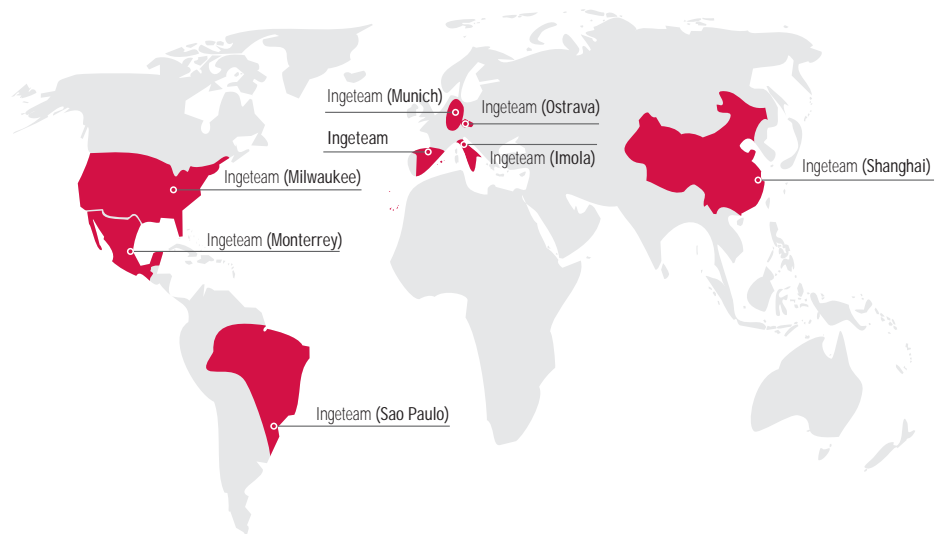 Ingeteam (Munich)
Ingeteam (Ostrava)
Ingeteam
Ingeteam (Imola)
Ingeteam (Shanghai)
Ingeteam (Milwaukee)
Ingeteam (Monterrey)
Ingeteam (Sao Paulo)